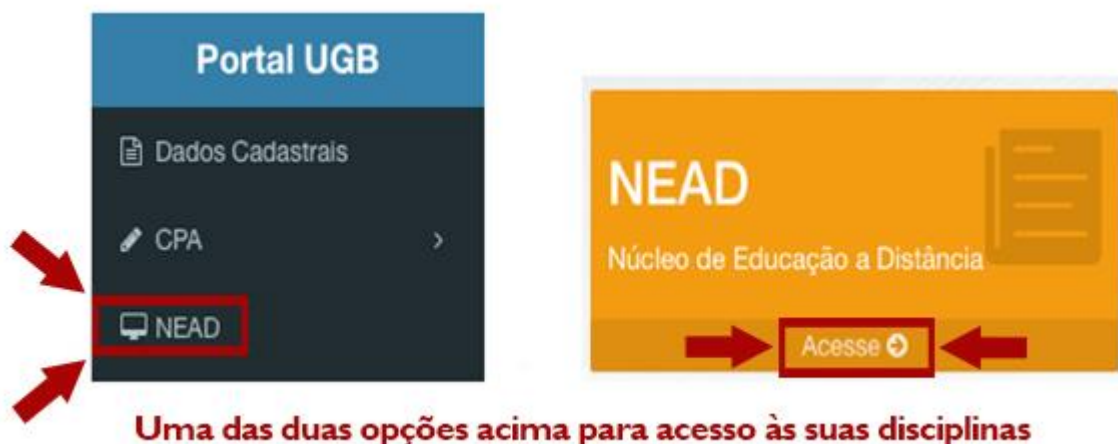 Portal UGB
Dados Cadastrais
CPA
NEAD
NEAD
Núcleo de Educação a Distância
Acesse
Uma das duas opções acima para acesso às suas disciplinas